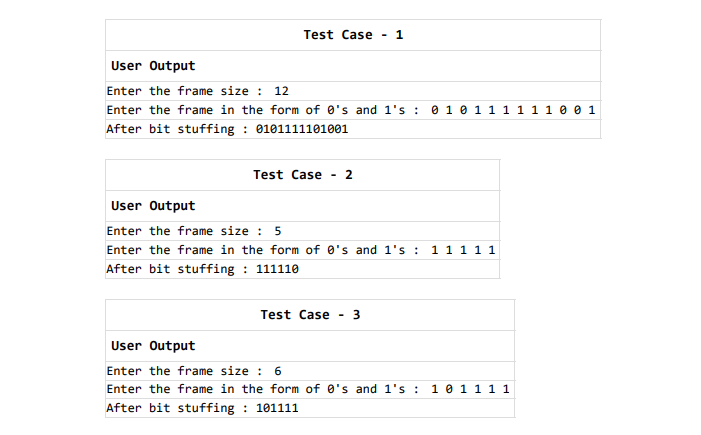 Test Case - 1
User Output
Enter the frame size : 12
Enter the frame in the form of 0's and 1's : 0 1 0 1 1 1 1 1 1 0 0 1
After bit stuffing : 0101111101001
Test Case - 2
User Output
Enter the frame size : 5
Enter the frame in the form of 0's and 1's : 1 1 1 1 1
After bit stuffing : 111110
Test Case - 3
User Output
Enter the frame size : 6
Enter the frame in the form of 0's and 1's : 1 0 1 1 1 1
After bit stuffing : 101111